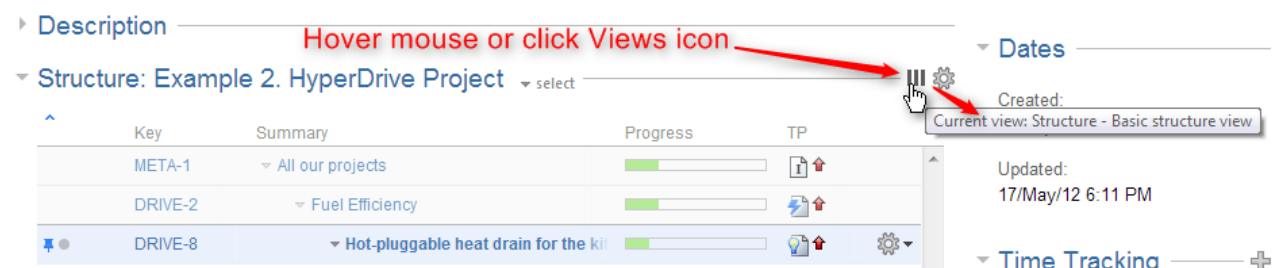 Description
Hover mouse or click Views icon
Dates
Structure: Example 2. HyperDrive Project select
Created:
Current view: Structure - Basic structure view
Key Summary Progress TP
META-1 All our projects
Updated:
17/May/12 6:11 PM
DRIVE-2 Fuel Efficiency
DRIVE-8 Hot-pluggable heat drain for the
Time Tracking